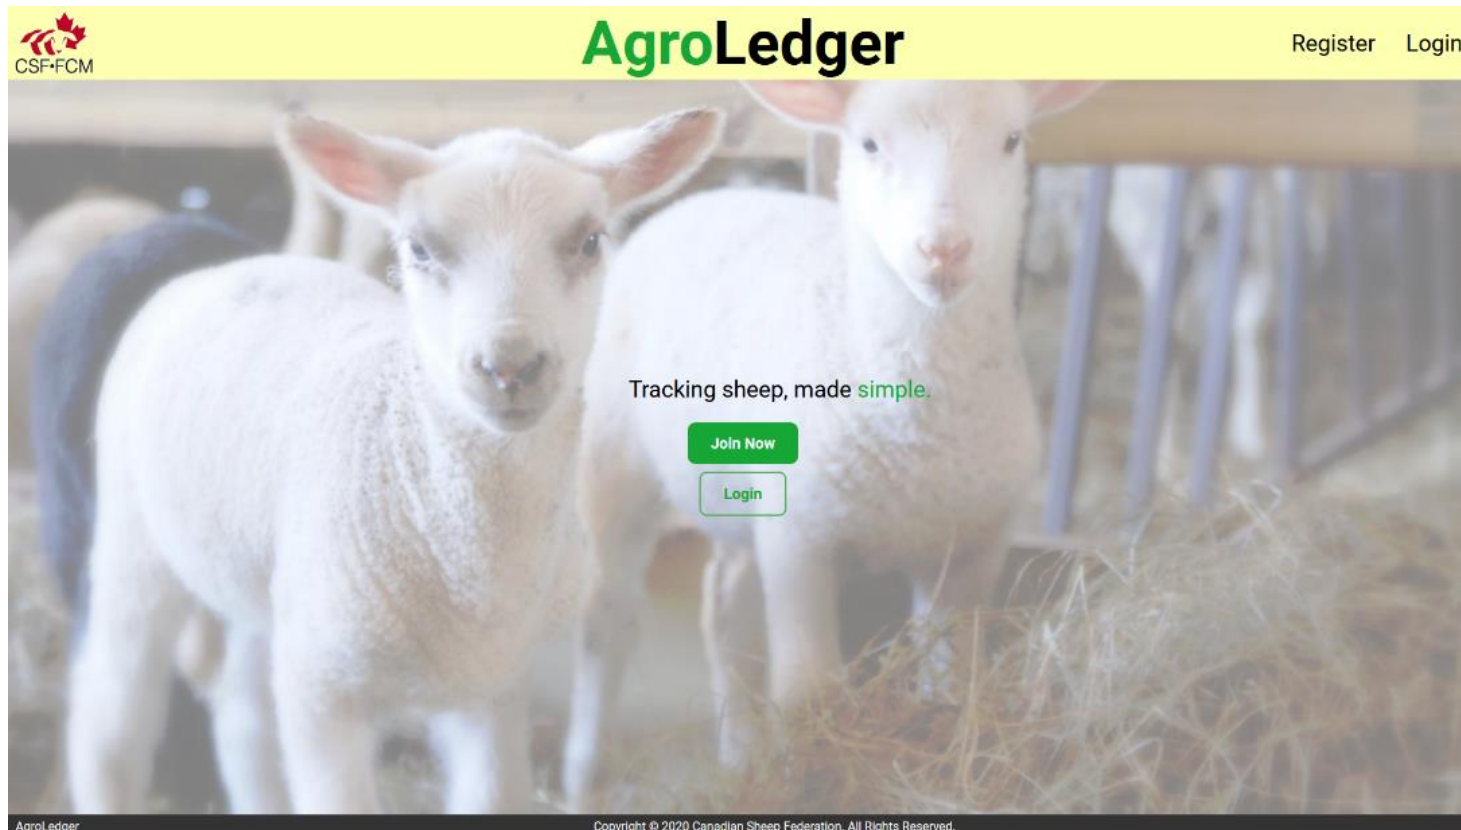 CSF•FCM
AgroLedger
Register
Login
Tracking sheep, made simple.
Join Now
Login
AgroLedger
Copyright © 2020 Canadian Sheep Federation. All Rights Reserved.